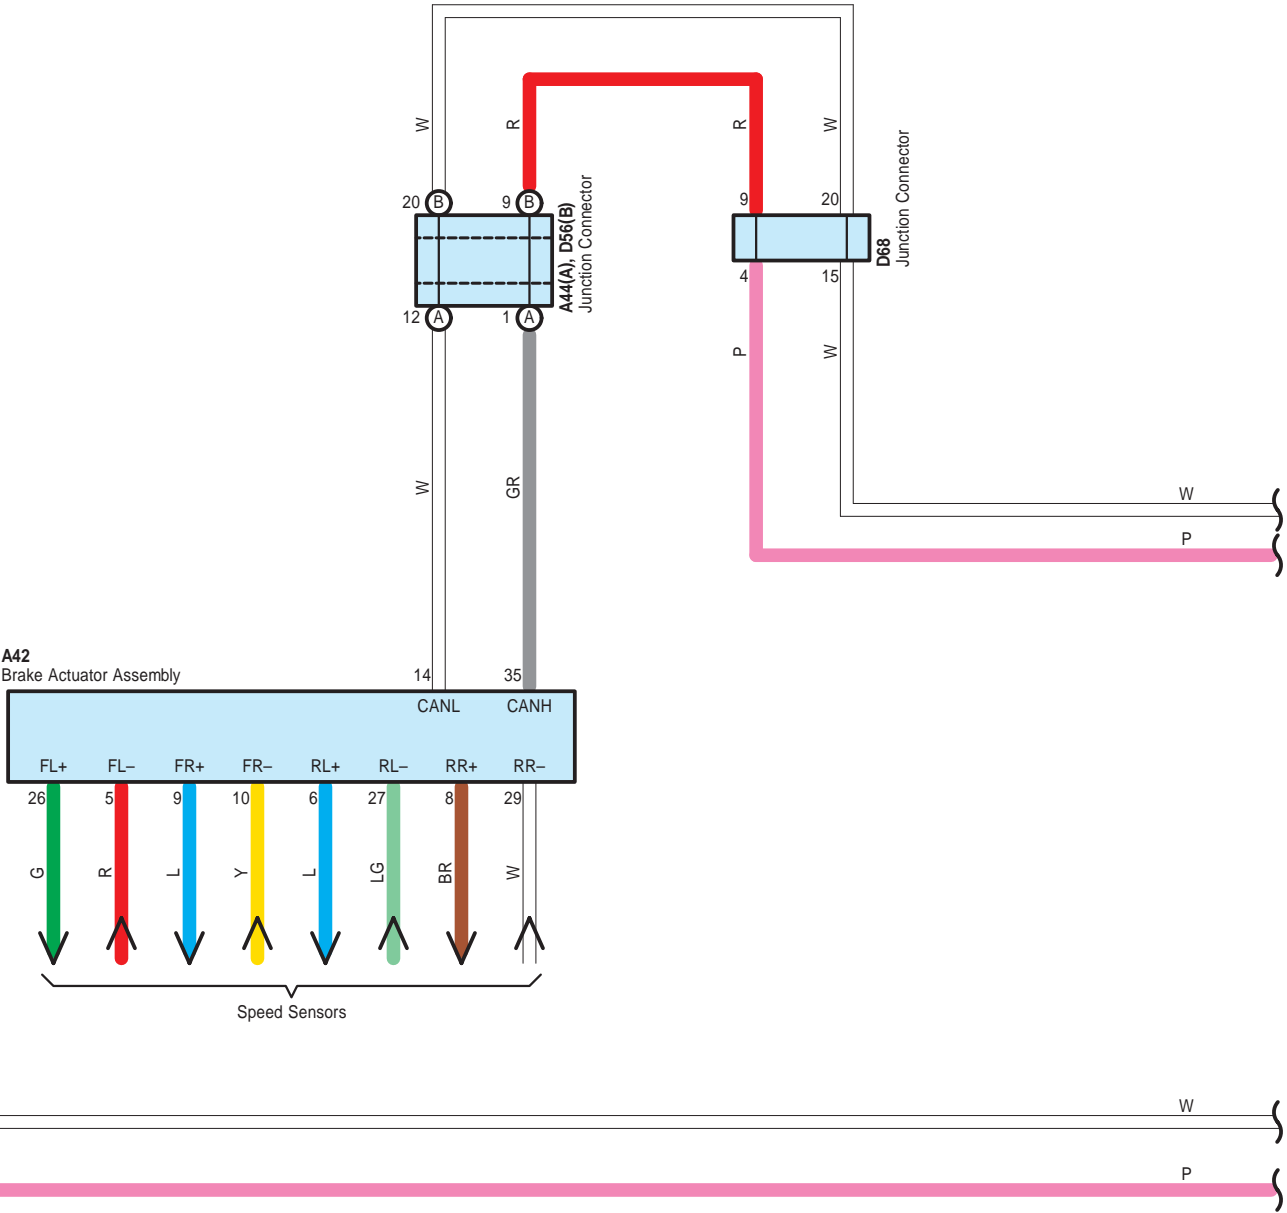 W
R
R
W
20 B
9 B
A44(A), D56(B)
Junction Connector
9
20
D68
Junction Connector
12 A
1 A
4
15
P
W
W
GR
W
P
A42
Brake Actuator Assembly
14
35
CANL
CANH
FL+ FL– FR+ FR– RL+ RL– RR+ RR–
26 5 9 10 6 27 8 29
G R L Y L LG BR W
Speed Sensors
W
P